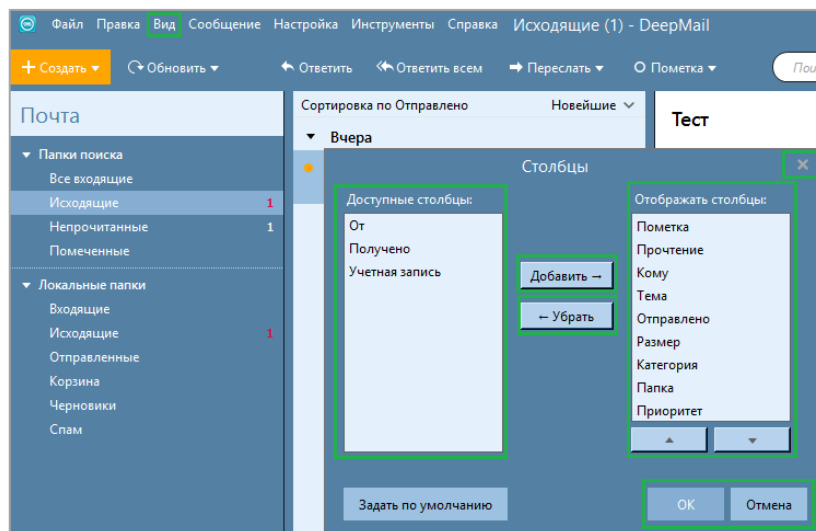 Файл Правка Вид Сообщение Настройка Инструменты Справка Исходящие (1) - DeepMail
Создать Обновить Ответить Ответить всем Переслать Пометка
Почта
Папки поиска
Все входящие
Исходящие 1
Непрочитанные 1
Помеченные
Локальные папки
Входящие
Исходящие 1
Отправленные
Корзина
Черновики
Спам
Сортировка по Отправлено Новейшие
Вчера
Тест
Столбцы
Доступные столбцы:
От
Получено
Учетная запись
Добавить →
← Убрать
Отображать столбцы:
Пометка
Прочтение
Кому
Тема
Отправлено
Размер
Категория
Папка
Приоритет
Задать по умолчанию
OK Отмена